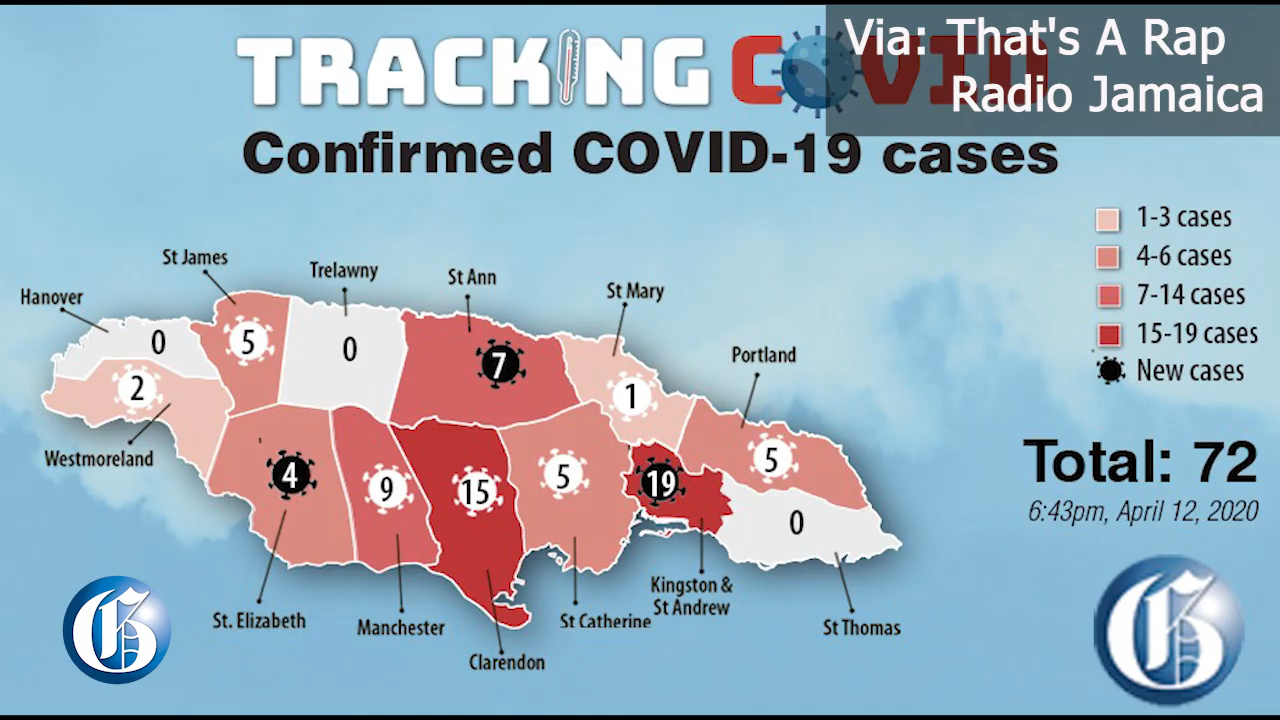 Via: That's A Rap
Radio Jamaica
TRACKING COVID
Confirmed COVID-19 cases
1-3 cases
4-6 cases
7-14 cases
15-19 cases
New cases
St James
Trelawny
St Ann
Hanover
St Mary
Portland
0
5
0
7
2
1
Westmoreland
4
9
15
5
19
5
0
Total: 72
6:43pm, April 12, 2020
Kingston &
St Andrew
St. Elizabeth
Manchester
St Catherine
St Thomas
Clarendon
G
G